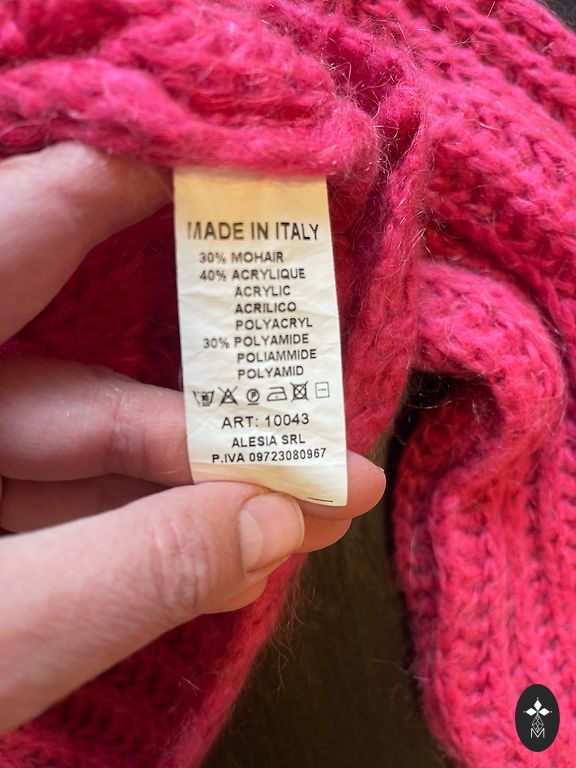 MADE IN ITALY
30% MOHAIR
40% ACRYLIQUE
ACRYLIC
ACRILICO
POLYACRYL
30% POLYAMIDE
POLIAMMIDE
POLYAMID
ART: 10043
ALESIA SRL
P.IVA 09723080967
M